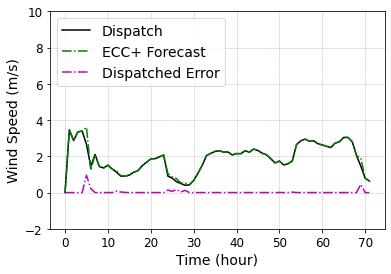 10
8
6
4
2
0
−2
Wind Speed (m/s)
Dispatch
ECC+ Forecast
Dispatched Error
0 10 20 30 40 50 60 70
Time (hour)